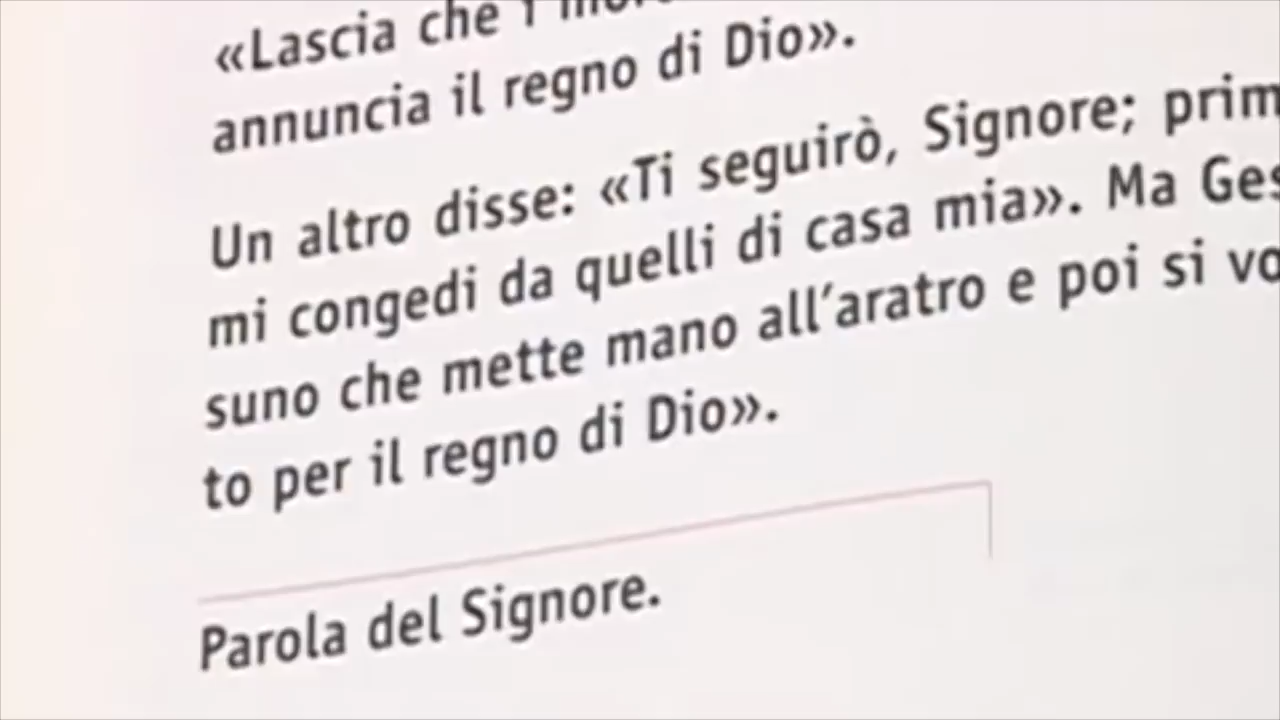 «Lascia che i
annuncia il regno di Dio».
Un altro disse: «Ti seguirò, Signore; prim
mi congedi da quelli di casa mia». Ma Ges
suno che mette mano all’aratro e poi si vo
to per il regno di Dio».
Parola del Signore.